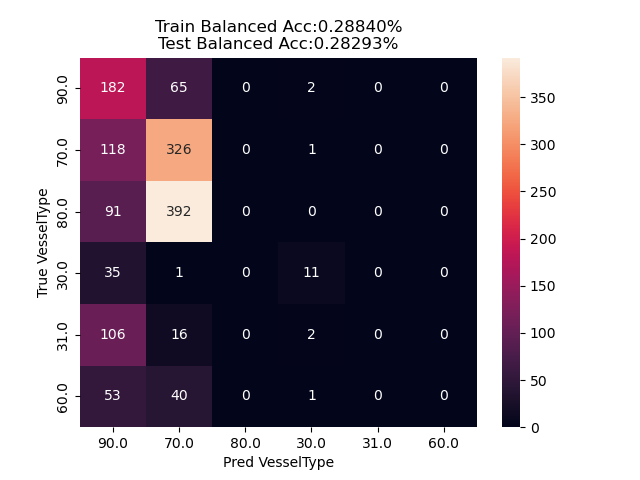 Train Balanced Acc:0.28840%
Test Balanced Acc:0.28293%
True VesselType
90.0 182 65 0 2 0 0
70.0 118 326 0 1 0 0
80.0 91 392 0 0 0 0
30.0 35 1 0 11 0 0
31.0 106 16 0 2 0 0
60.0 53 40 0 1 0 0
90.0 70.0 80.0 30.0 31.0 60.0
Pred VesselType
350
300
250
200
150
100
50
0